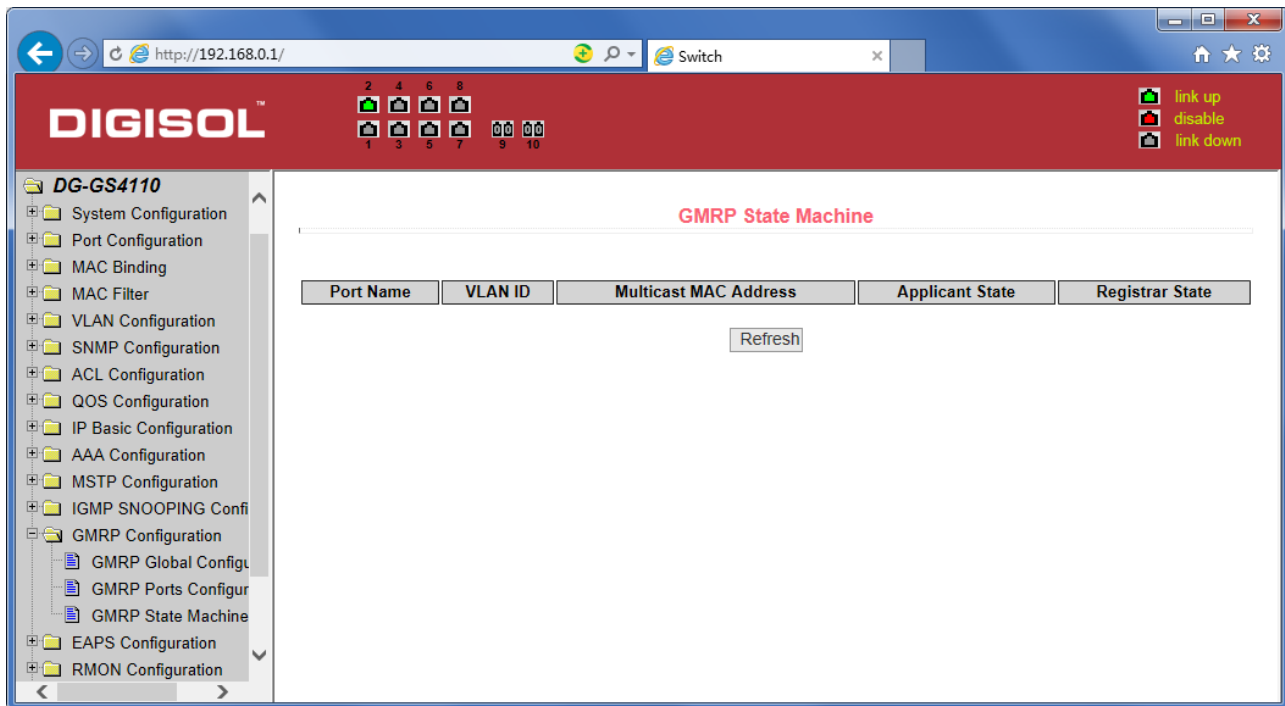 http://192.168.0.1/
Switch
DIGISOL™
2 4 6 8
1 3 5 7 9 10
link up
disable
link down
DG-GS4110
System Configuration
Port Configuration
MAC Binding
MAC Filter
VLAN Configuration
SNMP Configuration
ACL Configuration
QOS Configuration
IP Basic Configuration
AAA Configuration
MSTP Configuration
IGMP SNOOPING Confi
GMRP Configuration
GMRP Global Configu
GMRP Ports Configur
GMRP State Machine
EAPS Configuration
RMON Configuration
GMRP State Machine
Port Name VLAN ID Multicast MAC Address Applicant State Registrar State
Refresh